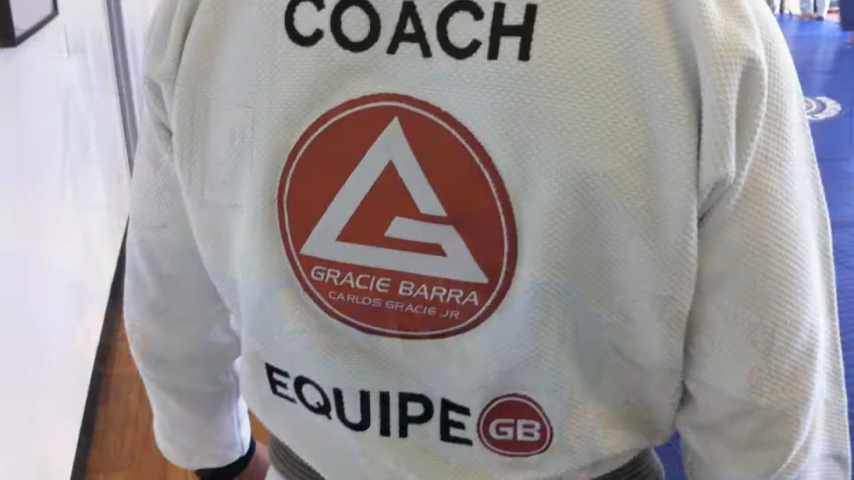 COACH
GRACIE BARRA
CARLOS GRACIE JR
EQUIPE GB